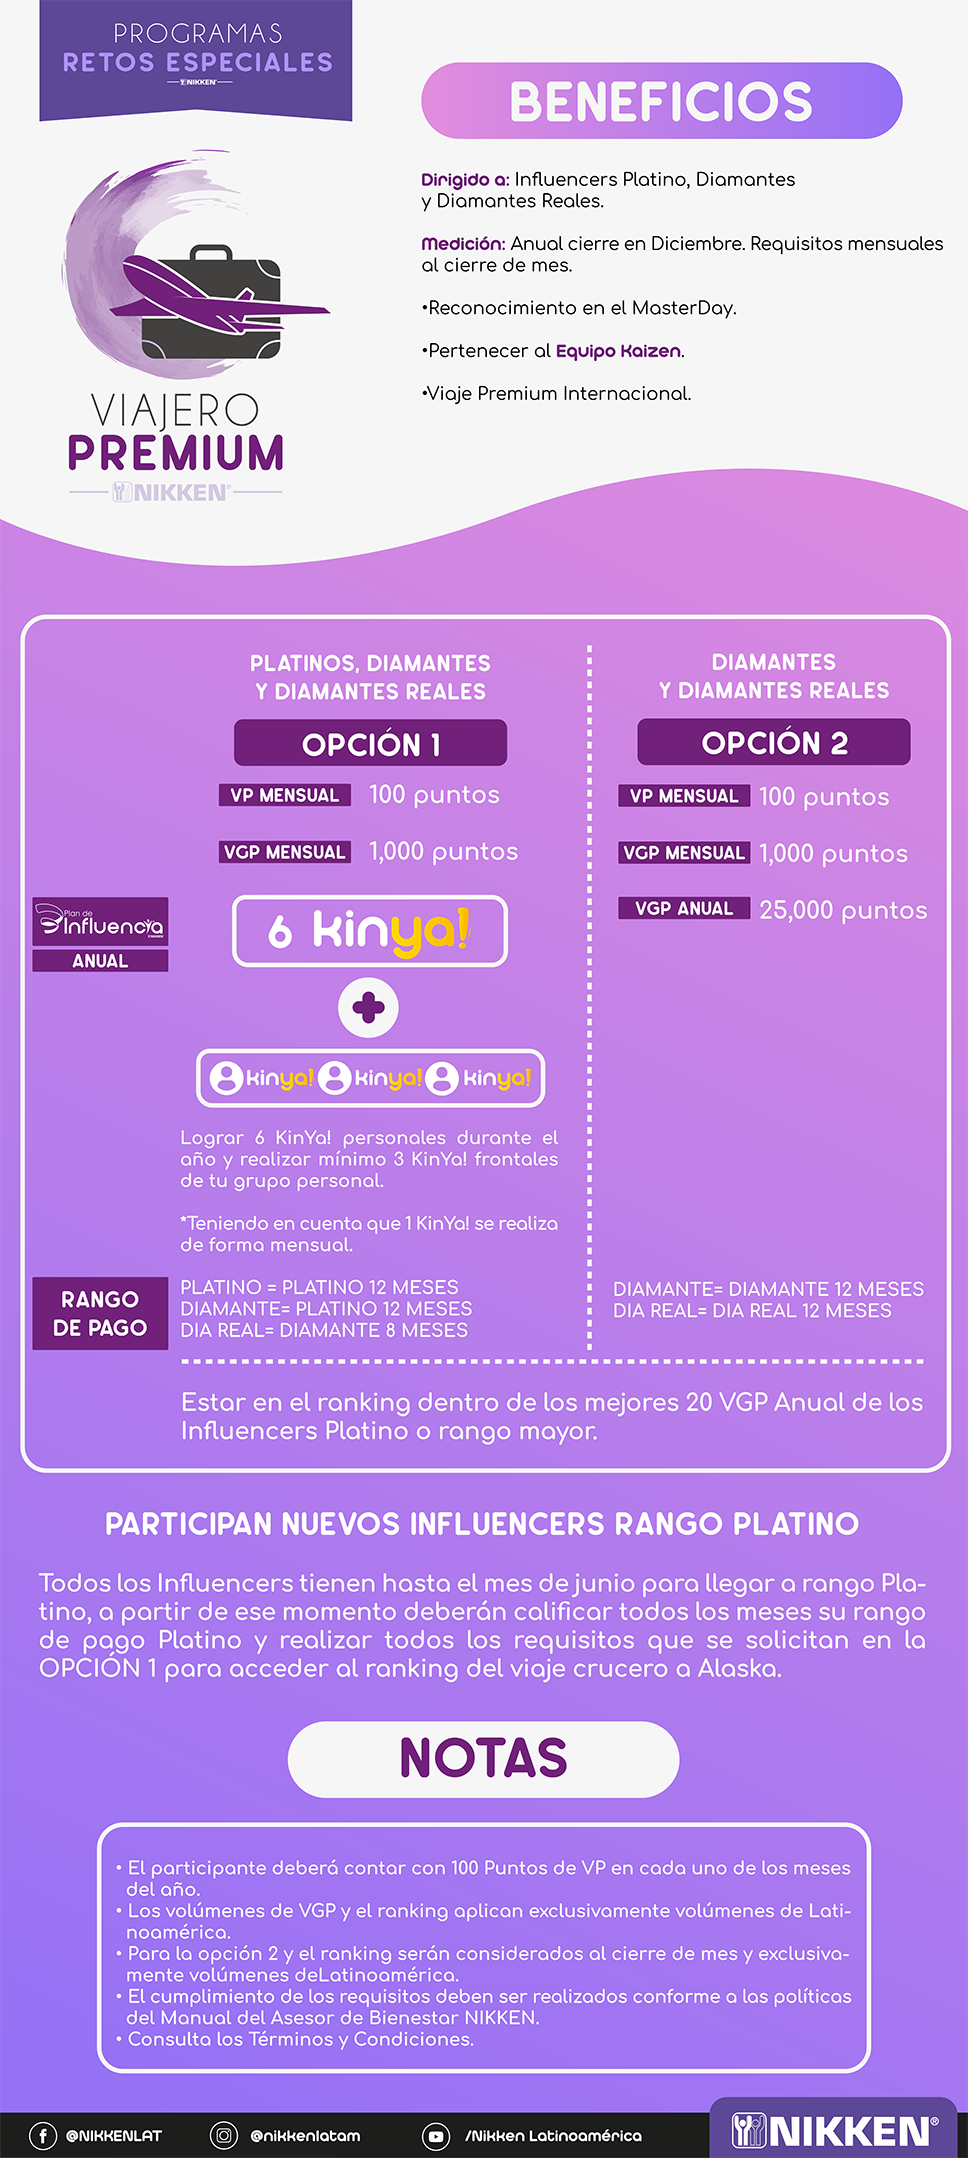 PROGRAMAS
RETOS ESPECIALES
NIKKEN
BENEFICIOS
Dirigido a: Influencers Platino, Diamantes
y Diamantes Reales.
Medición: Anual cierre en Diciembre. Requisitos mensuales
al cierre de mes.
•Reconocimiento en el MasterDay.
•Pertenecer al Equipo Kaizen.
•Viaje Premium Internacional.
VIAJERO
PREMIUM
NIKKEN®
PLATINOS, DIAMANTES
Y DIAMANTES REALES
OPCIÓN 1
VP MENSUAL 100 puntos
VGP MENSUAL 1,000 puntos
Plan de
Influencia
ANUAL
6 kinya!
+
kinya! kinya! kinya!
Lograr 6 KinYa! personales durante el
año y realizar mínimo 3 KinYa! frontales
de tu grupo personal.
*Teniendo en cuenta que 1 KinYa! se realiza
de forma mensual.
RANGO
DE PAGO
PLATINO = PLATINO 12 MESES
DIAMANTE= PLATINO 12 MESES
DIA REAL= DIAMANTE 8 MESES
DIAMANTES
Y DIAMANTES REALES
OPCIÓN 2
VP MENSUAL 100 puntos
VGP MENSUAL 1,000 puntos
VGP ANUAL 25,000 puntos
DIAMANTE= DIAMANTE 12 MESES
DIA REAL= DIA REAL 12 MESES
Estar en el ranking dentro de los mejores 20 VGP Anual de los
Influencers Platino o rango mayor.
PARTICIPAN NUEVOS INFLUENCERS RANGO PLATINO
Todos los Influencers tienen hasta el mes de junio para llegar a rango Pla-
tino, a partir de ese momento deberán calificar todos los meses su rango
de pago Platino y realizar todos los requisitos que se solicitan en la
OPCIÓN 1 para acceder al ranking del viaje crucero a Alaska.
NOTAS
• El participante deberá contar con 100 Puntos de VP en cada uno de los meses
del año.
• Los volúmenes de VGP y el ranking aplican exclusivamente volúmenes de Lati-
noamérica.
• Para la opción 2 y el ranking serán considerados al cierre de mes y exclusiva-
mente volúmenes deLatinoamérica.
• El cumplimiento de los requisitos deben ser realizados conforme a las políticas
del Manual del Asesor de Bienestar NIKKEN.
• Consulta los Términos y Condiciones.
@NIKKENLAT
@nikkenlatam
/Nikken Latinoamérica
NIKKEN®